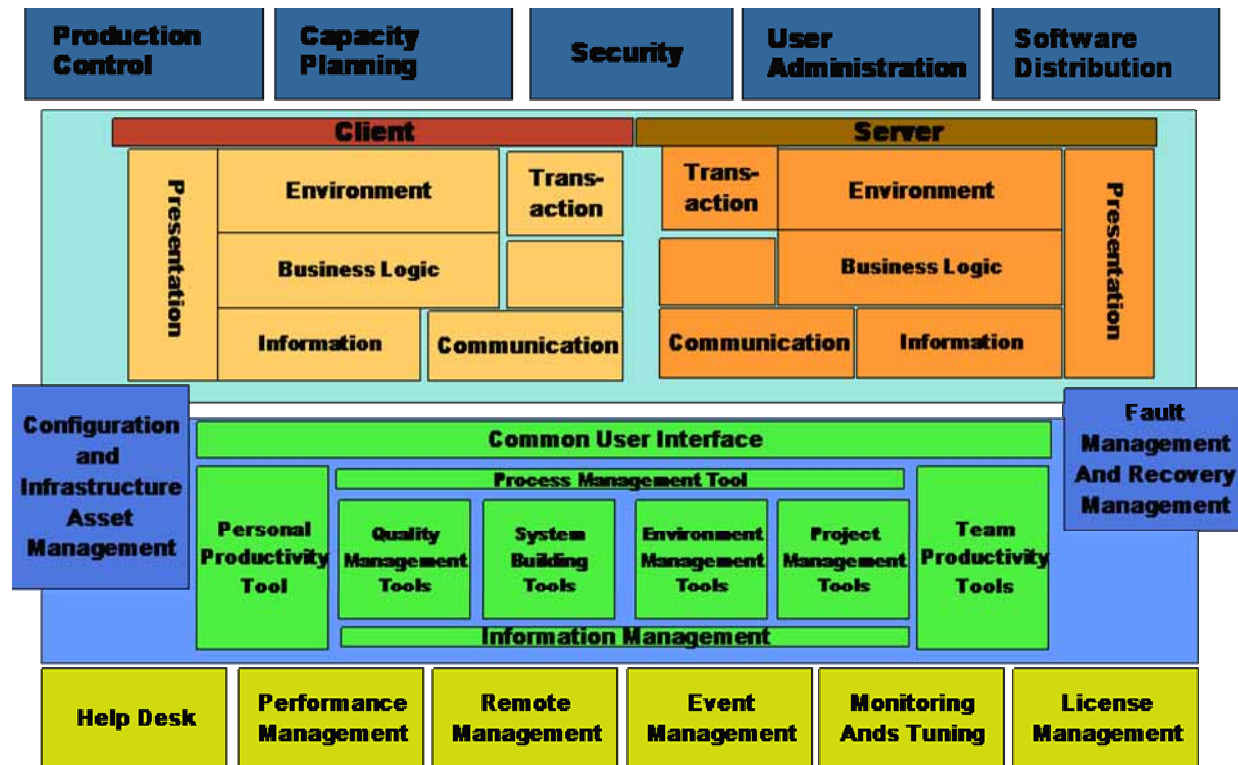 Production
Control
Capacity
Planning
Security
User
Administration
Software
Distribution
Client
Server
Presentation
Environment
Trans-
action
Business Logic
Information
Communication
Trans-
action
Environment
Presentation
Business Logic
Communication
Information
Configuration
and
Infrastructure
Asset
Management
Fault
Management
And Recovery
Management
Common User Interface
Process Management Tool
Personal
Productivity
Tool
Quality
Management
Tools
System
Building
Tools
Environment
Management
Tools
Project
Management
Tools
Team
Productivity
Tools
Information Management
Help Desk
Performance
Management
Remote
Management
Event
Management
Monitoring
Ands Tuning
License
Management